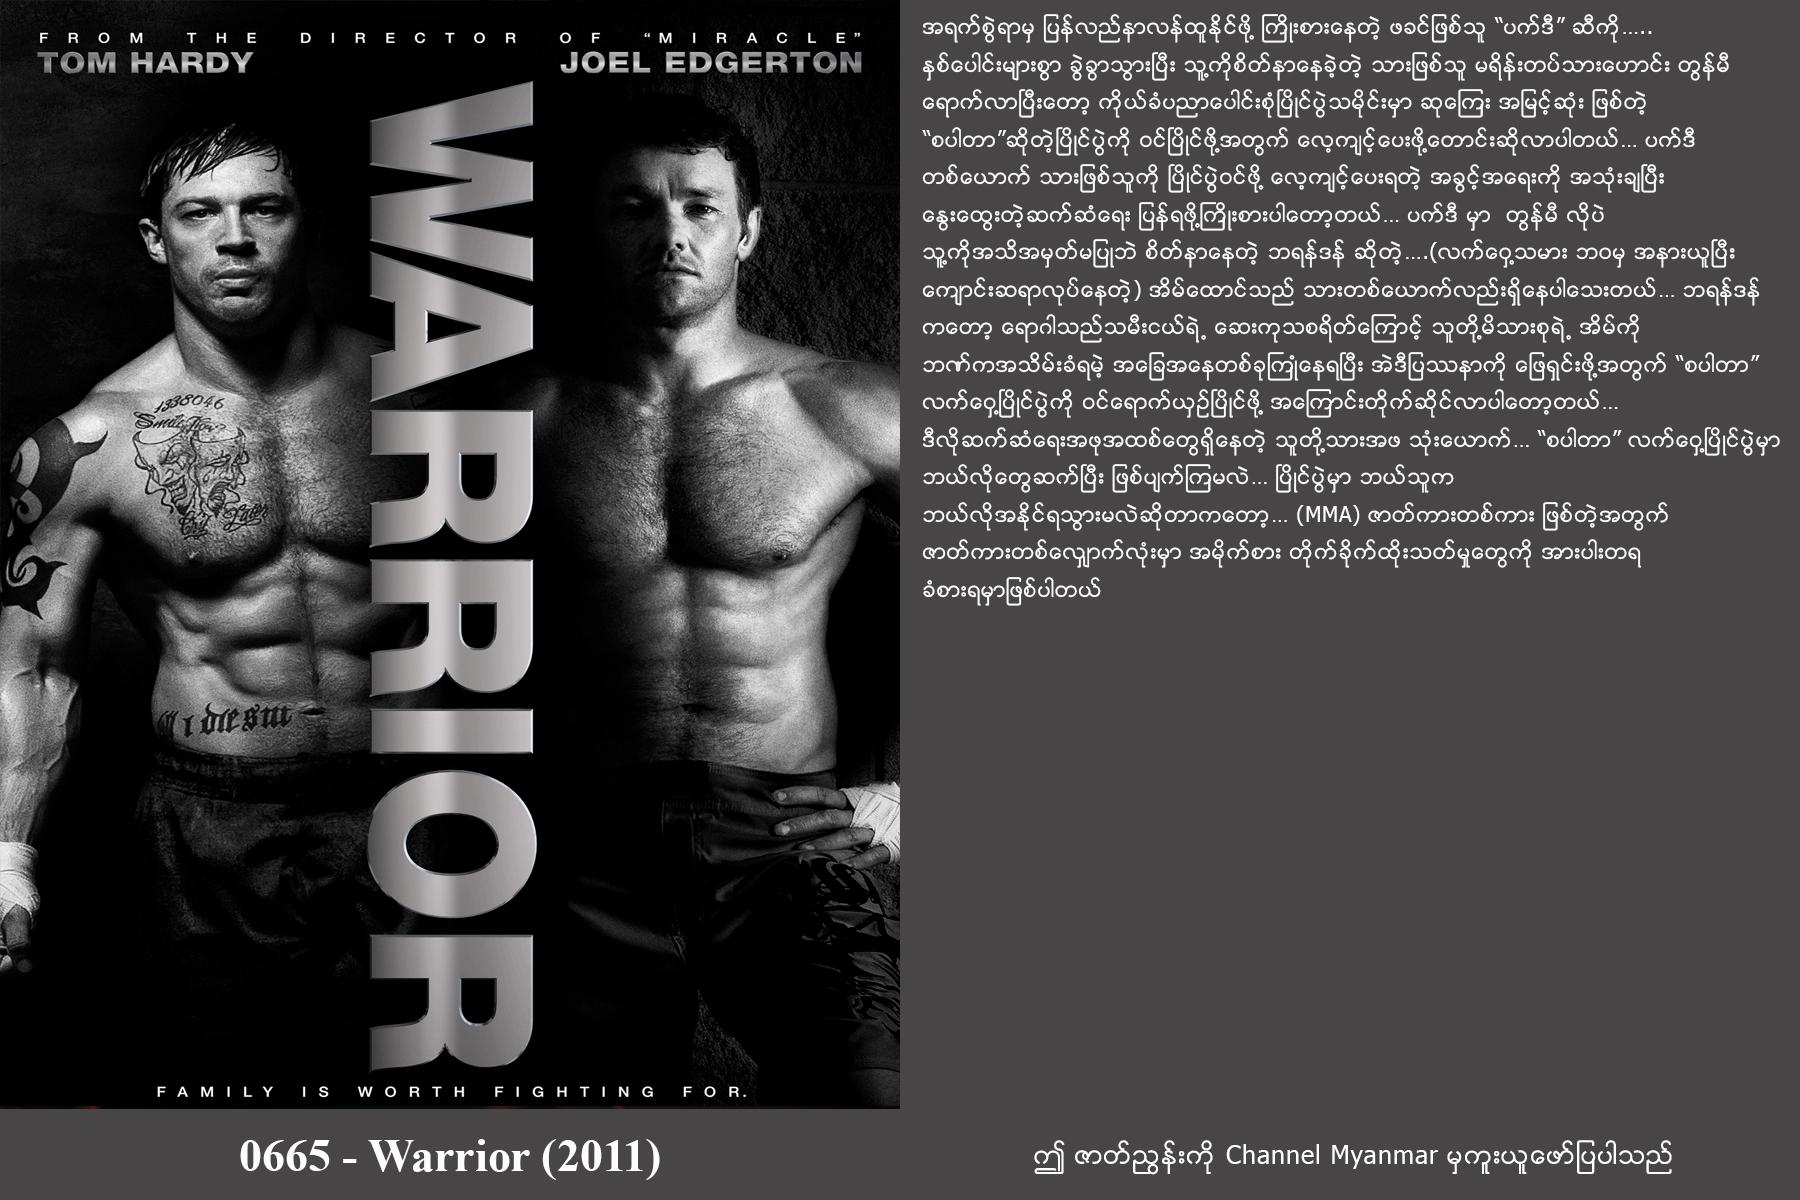 FROM THE DIRECTOR OF “MIRACLE”
TOM HARDY JOEL EDGERTON
WARRIOR
1338046
Smile Now
Cry Later
I die sm
FAMILY IS WORTH FIGHTING FOR.
0665 - Warrior (2011)
အရက်စွဲရာမှ ပြန်လည်နာလန်ထူနိုင်ဖို့ ကြိုးစားနေတဲ့ ဖခင်ဖြစ်သူ “ပက်ဒီ” ဆီကို…..
နှစ်ပေါင်းများစွာ ခွဲခွာသွားပြီး သူ့ကိုစိတ်နာနေခဲ့တဲ့ သားဖြစ်သူ မရိန်းတပ်သားဟောင်း တွန်မီ
ရောက်လာပြီးတော့ ကိုယ်ခံပညာပေါင်းစုံပြိုင်ပွဲသမိုင်းမှာ ဆုကြေး အမြင့်ဆုံး ဖြစ်တဲ့
“စပါတာ”ဆိုတဲ့ပြိုင်ပွဲကို ဝင်ပြိုင်ဖို့အတွက် လေ့ကျင့်ပေးဖို့တောင်းဆိုလာပါတယ်… ပက်ဒီ
တစ်ယောက် သားဖြစ်သူကို ပြိုင်ပွဲဝင်ဖို့ လေ့ကျင့်ပေးရတဲ့ အခွင့်အရေးကို အသုံးချပြီး
နွေးထွေးတဲ့ဆက်ဆံရေး ပြန်ရဖို့ကြိုးစားပါတော့တယ်… ပက်ဒီ မှာ  တွန်မီ လိုပဲ
သူ့ကိုအသိအမှတ်မပြုဘဲ စိတ်နာနေတဲ့ ဘရန်ဒန် ဆိုတဲ့….(လက်ဝှေ့သမား ဘဝမှ အနားယူပြီး
ကျောင်းဆရာလုပ်နေတဲ့) အိမ်ထောင်သည် သားတစ်ယောက်လည်းရှိနေပါသေးတယ်… ဘရန်ဒန်
ကတော့ ရောဂါသည်သမီးငယ်ရဲ့ ဆေးကုသစရိတ်ကြောင့် သူတို့မိသားစုရဲ့ အိမ်ကို
ဘဏ်ကအသိမ်းခံရမဲ့ အခြေအနေတစ်ခုကြုံနေရပြီး အဲဒီပြဿနာကို ဖြေရှင်းဖို့အတွက် “စပါတာ”
လက်ဝှေ့ပြိုင်ပွဲကို ဝင်ရောက်ယှဉ်ပြိုင်ဖို့ အကြောင်းတိုက်ဆိုင်လာပါတော့တယ်…
ဒီလိုဆက်ဆံရေးအဖုအထစ်တွေရှိနေတဲ့ သူတို့သားအဖ သုံးယောက်… “စပါတာ” လက်ဝှေ့ပြိုင်ပွဲမှာ
ဘယ်လိုတွေဆက်ပြီး ဖြစ်ပျက်ကြမလဲ… ပြိုင်ပွဲမှာ ဘယ်သူက
ဘယ်လိုအနိုင်ရသွားမလဲဆိုတာကတော့… (MMA) ဇာတ်ကားတစ်ကား ဖြစ်တဲ့အတွက်
ဇာတ်ကားတစ်လျှောက်လုံးမှာ အမိုက်စား တိုက်ခိုက်ထိုးသတ်မှုတွေကို အားပါးတရ
ခံစားရမှာဖြစ်ပါတယ်
ဤ ဇာတ်ညွှန်းကို Channel Myanmar မှကူးယူဖော်ပြပါသည်